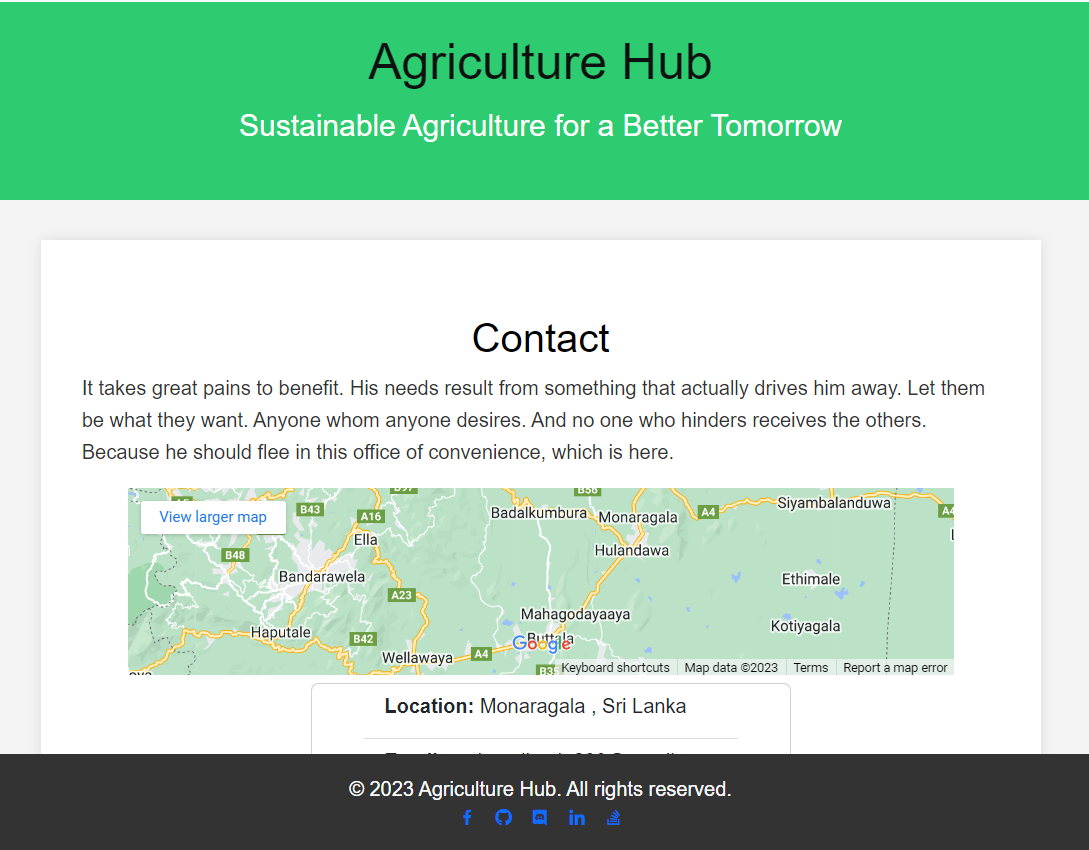 Agriculture Hub
Sustainable Agriculture for a Better Tomorrow
Contact
It takes great pains to benefit. His needs result from something that actually drives him away. Let them
be what they want. Anyone whom anyone desires. And no one who hinders receives the others.
Because he should flee in this office of convenience, which is here.
View larger map
B43
A16
Ella
B48
Bandarawela
A23
Haputale
B42
Wellawaya
A4
Badalkumbura
Monaragala
A4
Siyambalanduwa
A4
Hulandawa
Ethimale
Mahagodayaaya
Kotiyagala
Buttala
Google
B35
Keyboard shortcuts
Map data ©2023
Terms
Report a map error
Location: Monaragala , Sri Lanka
© 2023 Agriculture Hub. All rights reserved.